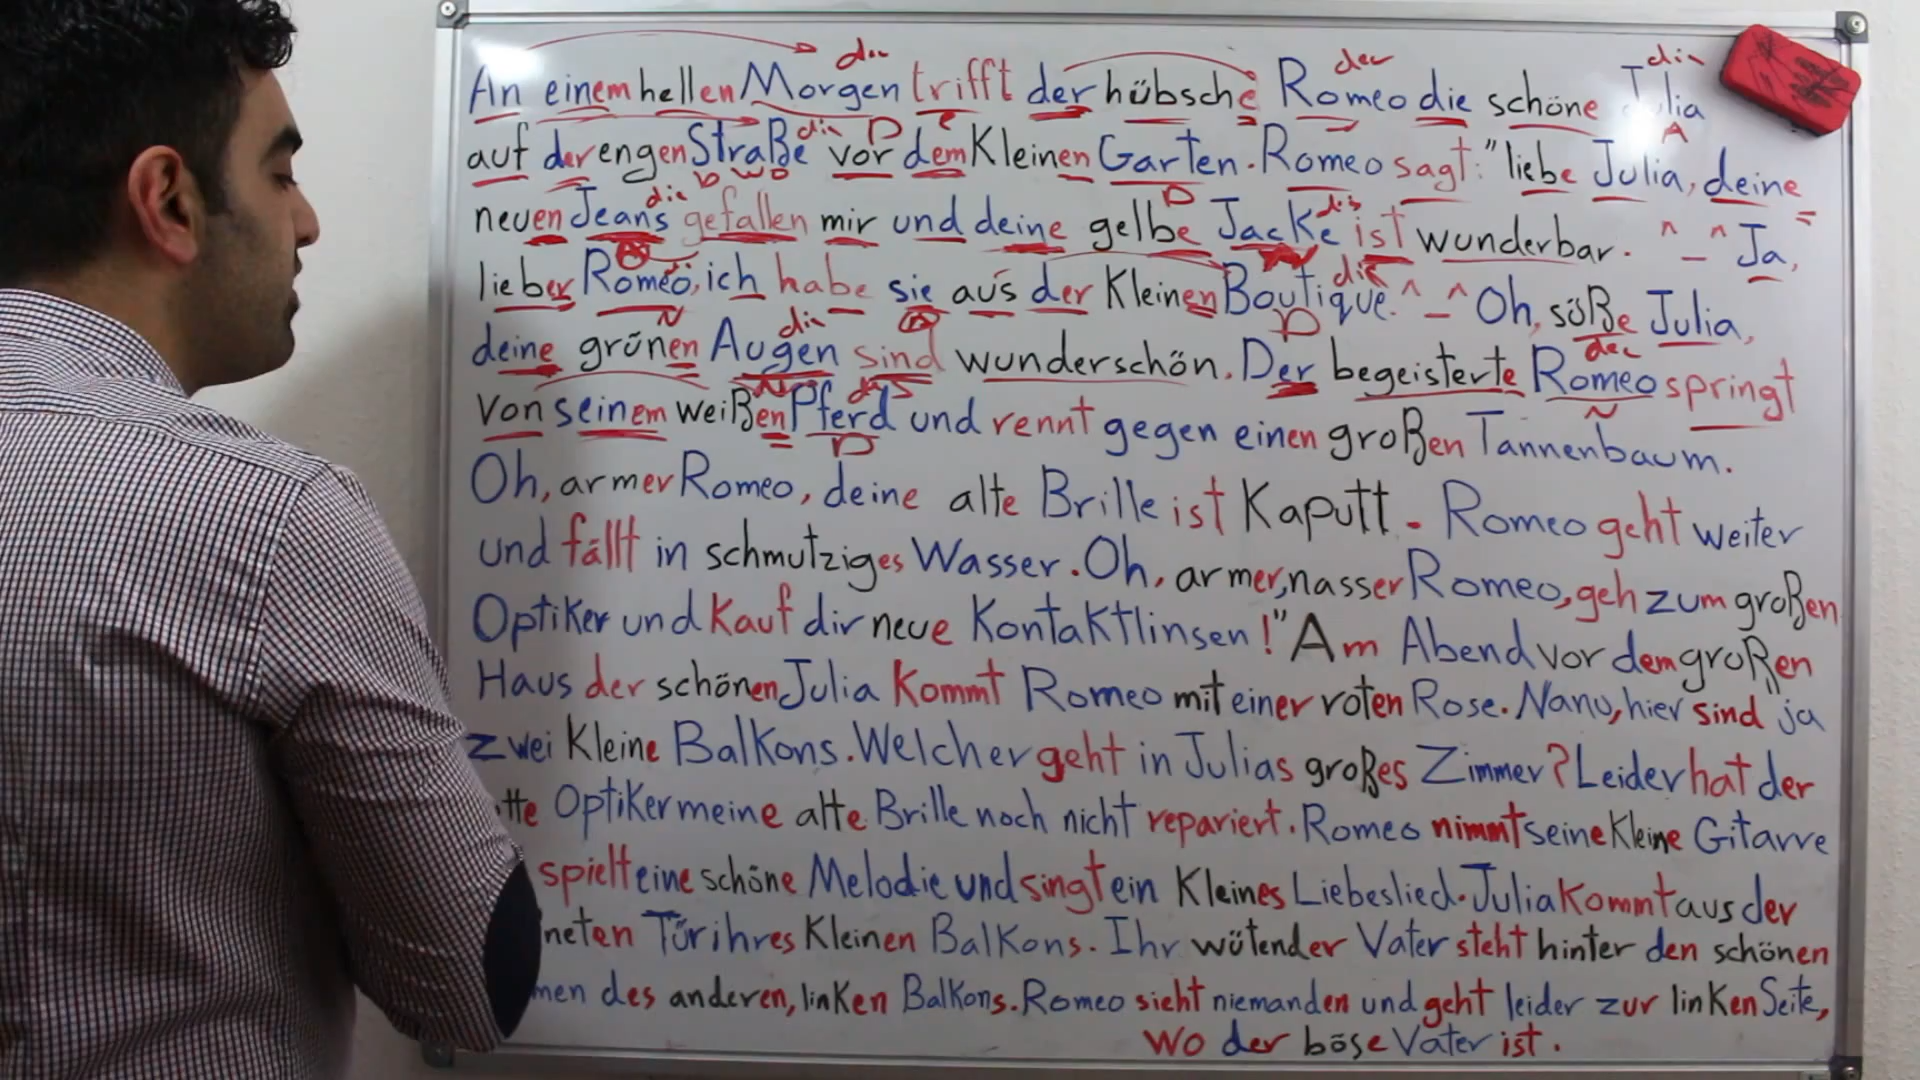 An einem hellen Morgen trifft der hübsche Romeo die schöne Julia
auf der engen Straße vor dem Kleinen Garten. Romeo sagt: "liebe Julia, deine
neuen Jeans gefallen mir und deine gelbe Jacke ist wunderbar. " _ " Ja,
lieber Romeo, ich habe sie aus der Kleinen Boutique. " _ " Oh, süße Julia,
deine grünen Augen sind wunderschön. Der begeisterte Romeo springt
von seinem weißen Pferd und rennt gegen einen großen Tannenbaum.
Oh, armer Romeo, deine alte Brille ist Kaputt. Romeo geht weiter
und fällt in schmutziges Wasser. Oh, armer, nasser Romeo, geh zum großen
Optiker und Kauf dir neue Kontaktlinsen!" Am Abend vor dem großen
Haus der schönen Julia Kommt Romeo mit einer roten Rose. Nanu, hier sind ja
zwei Kleine Balkons. Welcher geht in Julias großes Zimmer? Leider hat der
Optiker meine alte Brille noch nicht repariert. Romeo nimmt seine Kleine Gitarre
spielt eine schöne Melodie und singt ein Kleines Liebeslied. Julia Kommt aus der
neten Tür ihres Kleinen Balkons. Ihr wütender Vater steht hinter den schönen
men des anderen, linken Balkons. Romeo sieht niemanden und geht leider zur linken Seite,
wo der böse Vater ist.